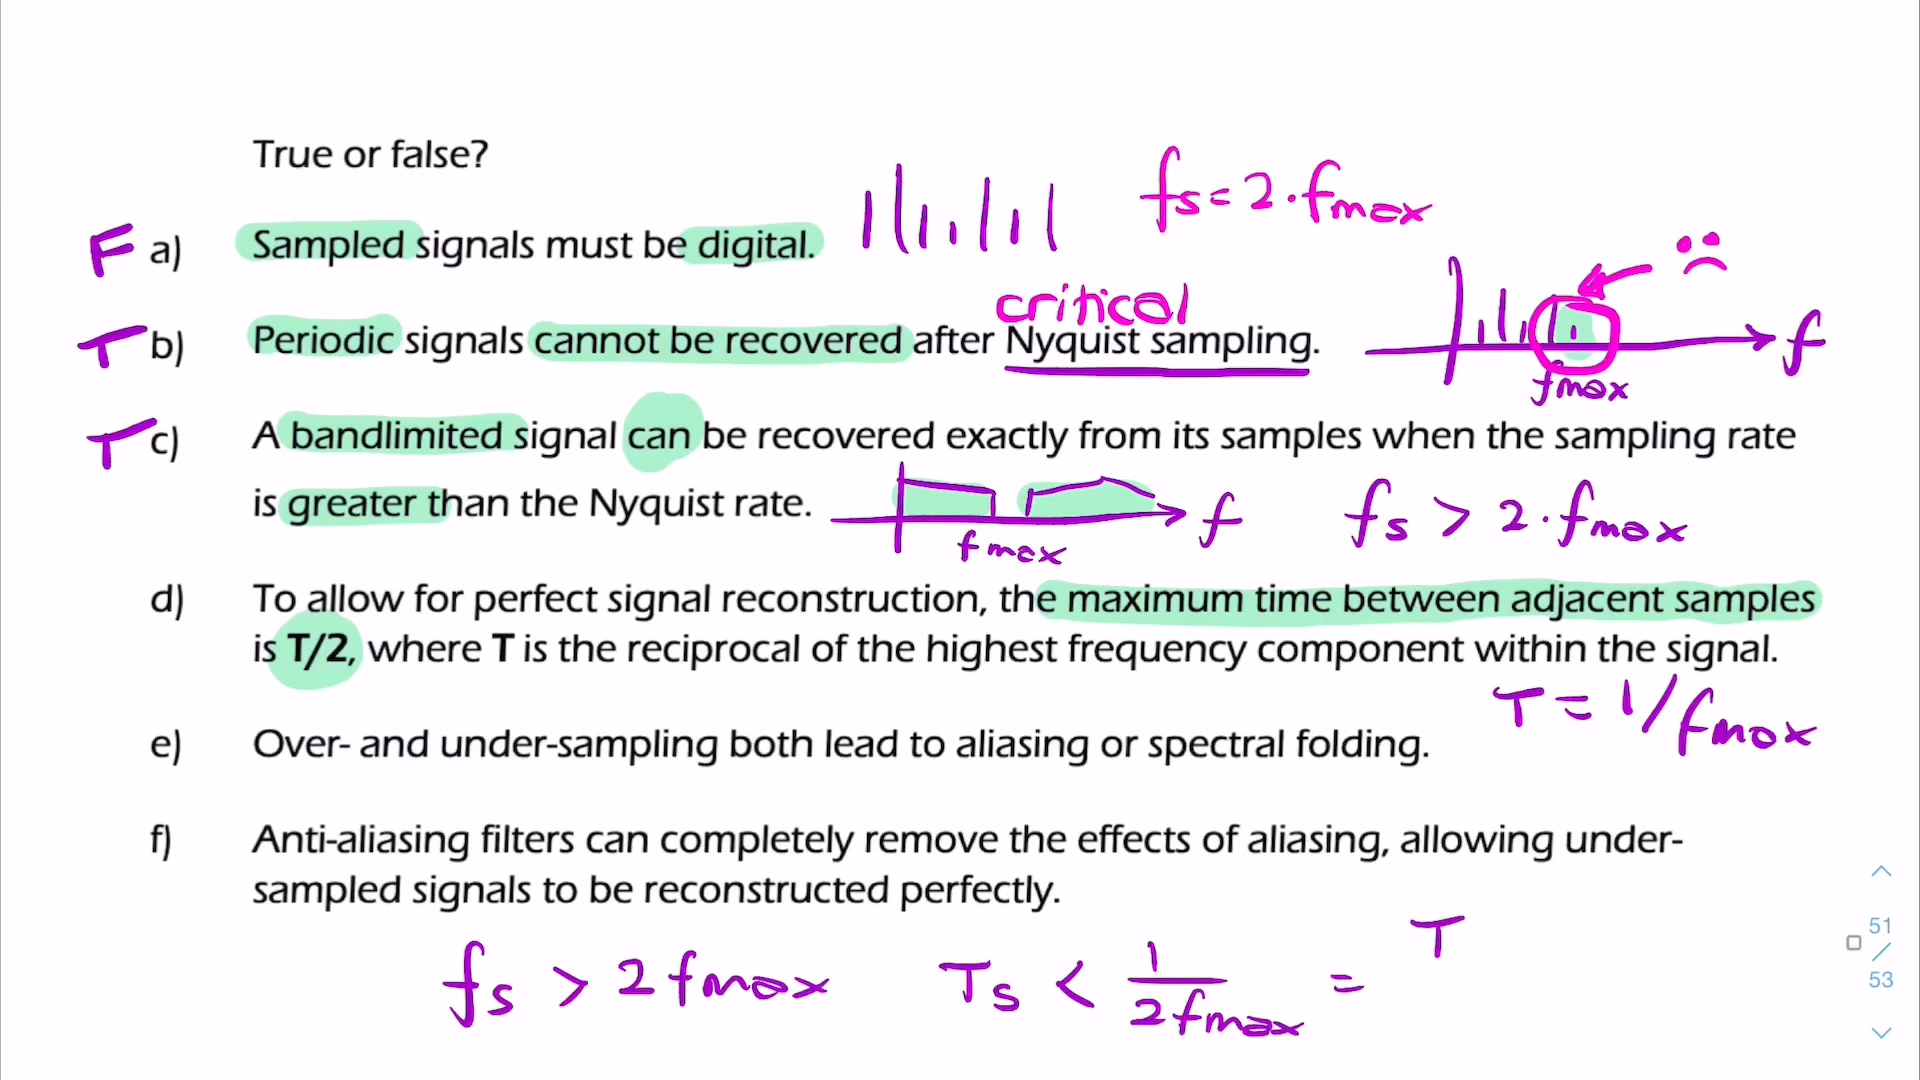 True or false?
fs = 2·fmax
F a) Sampled signals must be digital.
critical
T b) Periodic signals cannot be recovered after Nyquist sampling.
f
fmax
T c) A bandlimited signal can be recovered exactly from its samples when the sampling rate
is greater than the Nyquist rate.
f
fmax
fs > 2·fmax
d) To allow for perfect signal reconstruction, the maximum time between adjacent samples
is T/2, where T is the reciprocal of the highest frequency component within the signal.
T = 1/fmax
e) Over- and under-sampling both lead to aliasing or spectral folding.
f) Anti-aliasing filters can completely remove the effects of aliasing, allowing under-
sampled signals to be reconstructed perfectly.
fs > 2fmax Ts < 1/2fmax = T
51
/
53